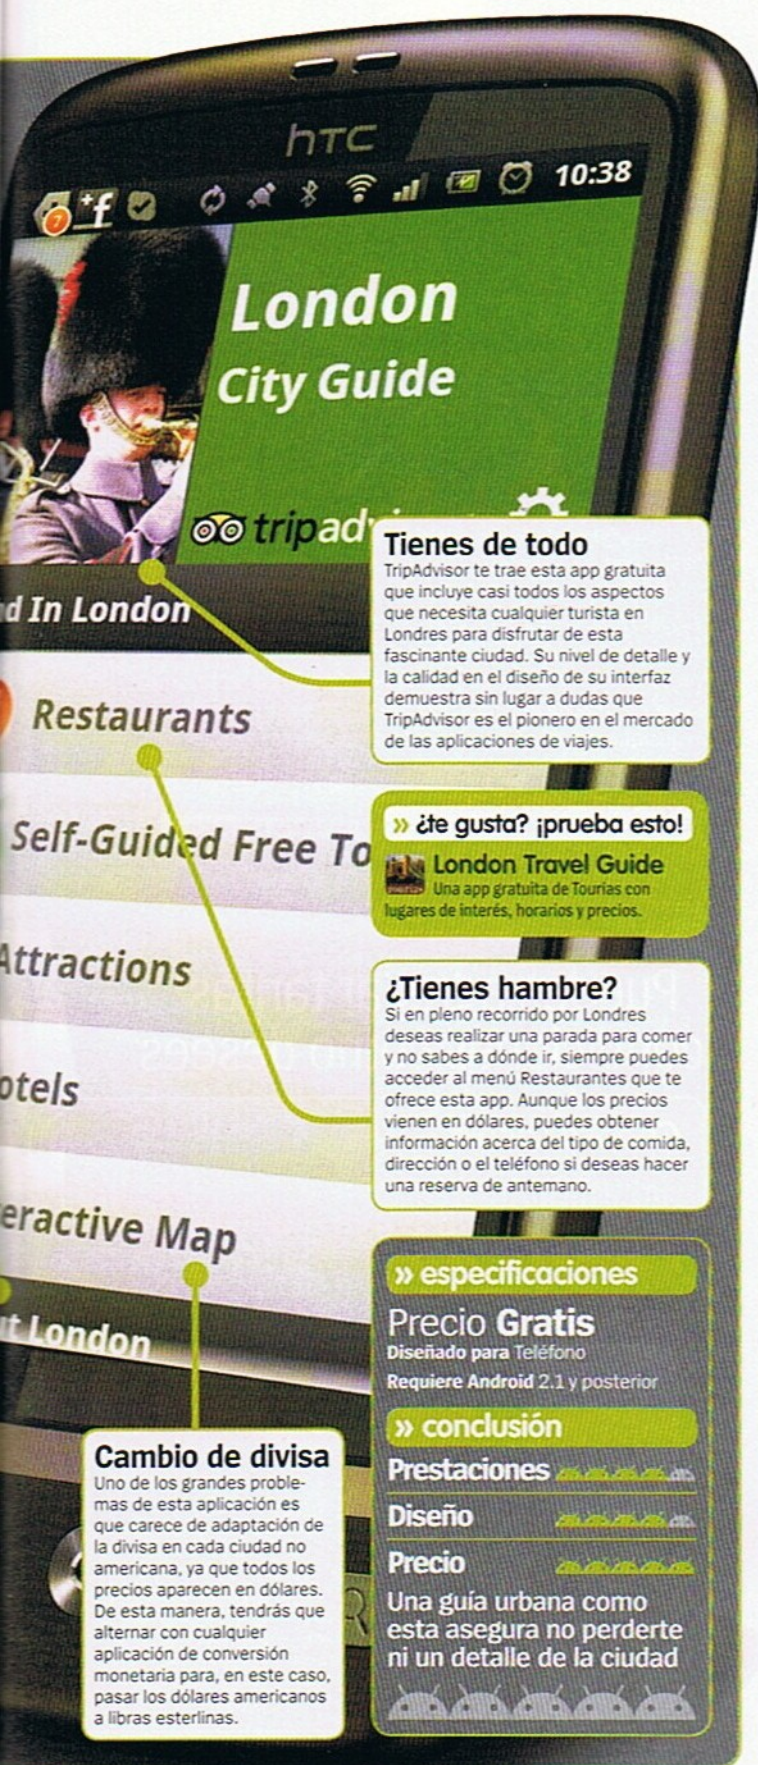 hTC
7
+f
10:38
London
City Guide
tripad
d In London
Restaurants
Self-Guided Free To
Attractions
otels
eractive Map
t London
Tienes de todo
TripAdvisor te trae esta app gratuita
que incluye casi todos los aspectos
que necesita cualquier turista en
Londres para disfrutar de esta
fascinante ciudad. Su nivel de detalle y
la calidad en el diseño de su interfaz
demuestra sin lugar a dudas que
TripAdvisor es el pionero en el mercado
de las aplicaciones de viajes.
» ¿te gusta? ¡prueba esto!
London Travel Guide
Una app gratuita de Tourias con
lugares de interés, horarios y precios.
¿Tienes hambre?
Si en pleno recorrido por Londres
deseas realizar una parada para comer
y no sabes a dónde ir, siempre puedes
acceder al menú Restaurantes que te
ofrece esta app. Aunque los precios
vienen en dólares, puedes obtener
información acerca del tipo de comida,
dirección o el teléfono si deseas hacer
una reserva de antemano.
Cambio de divisa
Uno de los grandes proble-
mas de esta aplicación es
que carece de adaptación de
la divisa en cada ciudad no
americana, ya que todos los
precios aparecen en dólares.
De esta manera, tendrás que
alternar con cualquier
aplicación de conversión
monetaria para, en este caso,
pasar los dólares americanos
a libras esterlinas.
» especificaciones
Precio Gratis
Diseñado para Teléfono
Requiere Android 2.1 y posterior
» conclusión
Prestaciones
Diseño
Precio
Una guía urbana como
esta asegura no perderte
ni un detalle de la ciudad